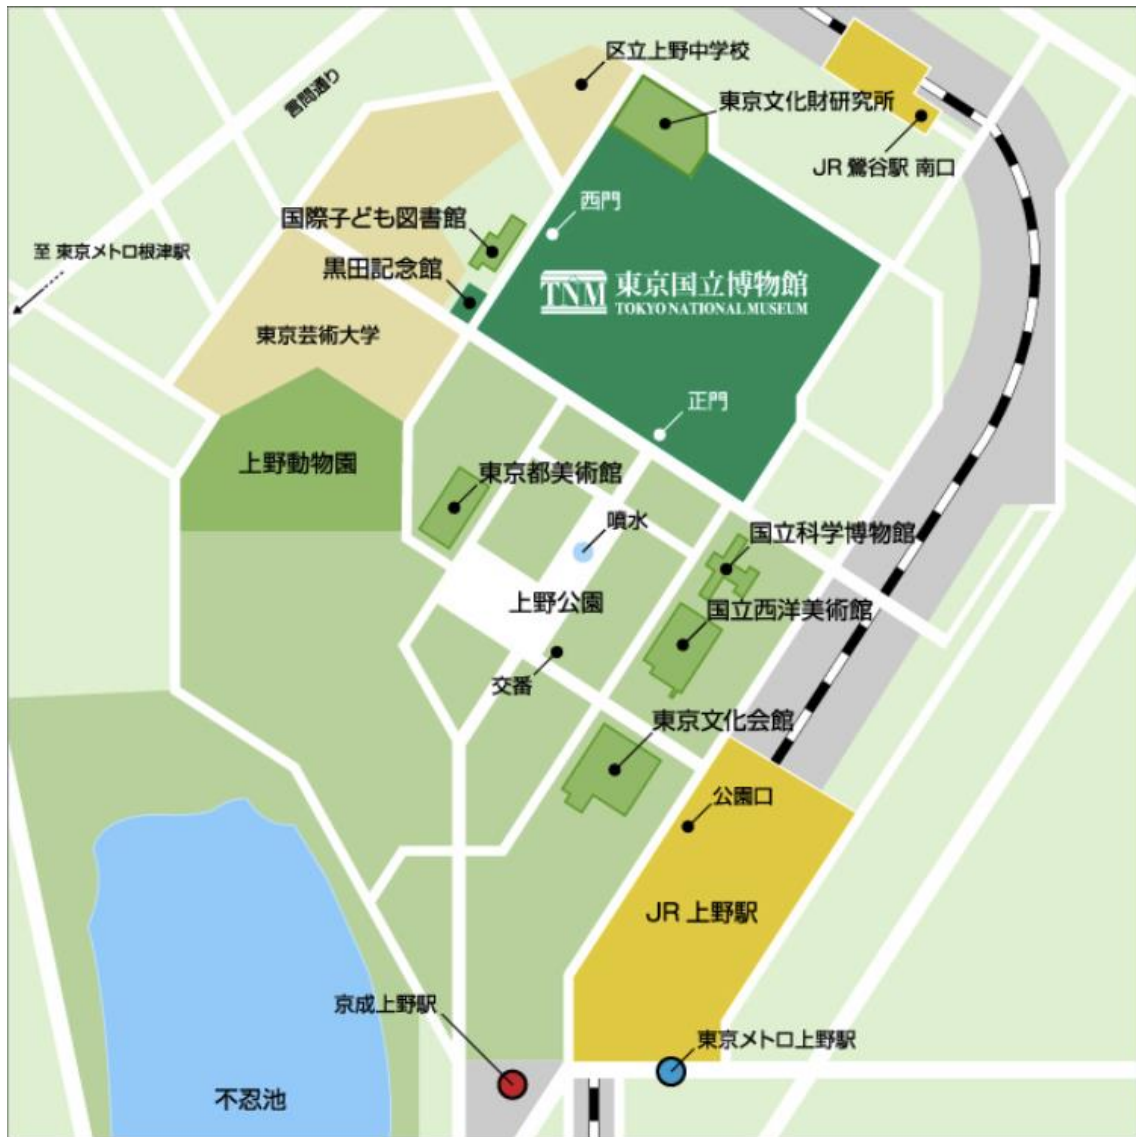 区立上野中学校
言問通り
東京文化財研究所
JR 鶯谷駅 南口
西門
国際子ども図書館
至 東京メトロ根津駅
黒田記念館
TNM 東京国立博物館
TOKYO NATIONAL MUSEUM
東京芸術大学
正門
上野動物園
東京都美術館
噴水
国立科学博物館
上野公園
国立西洋美術館
交番
東京文化会館
公園口
JR 上野駅
京成上野駅
東京メトロ上野駅
不忍池